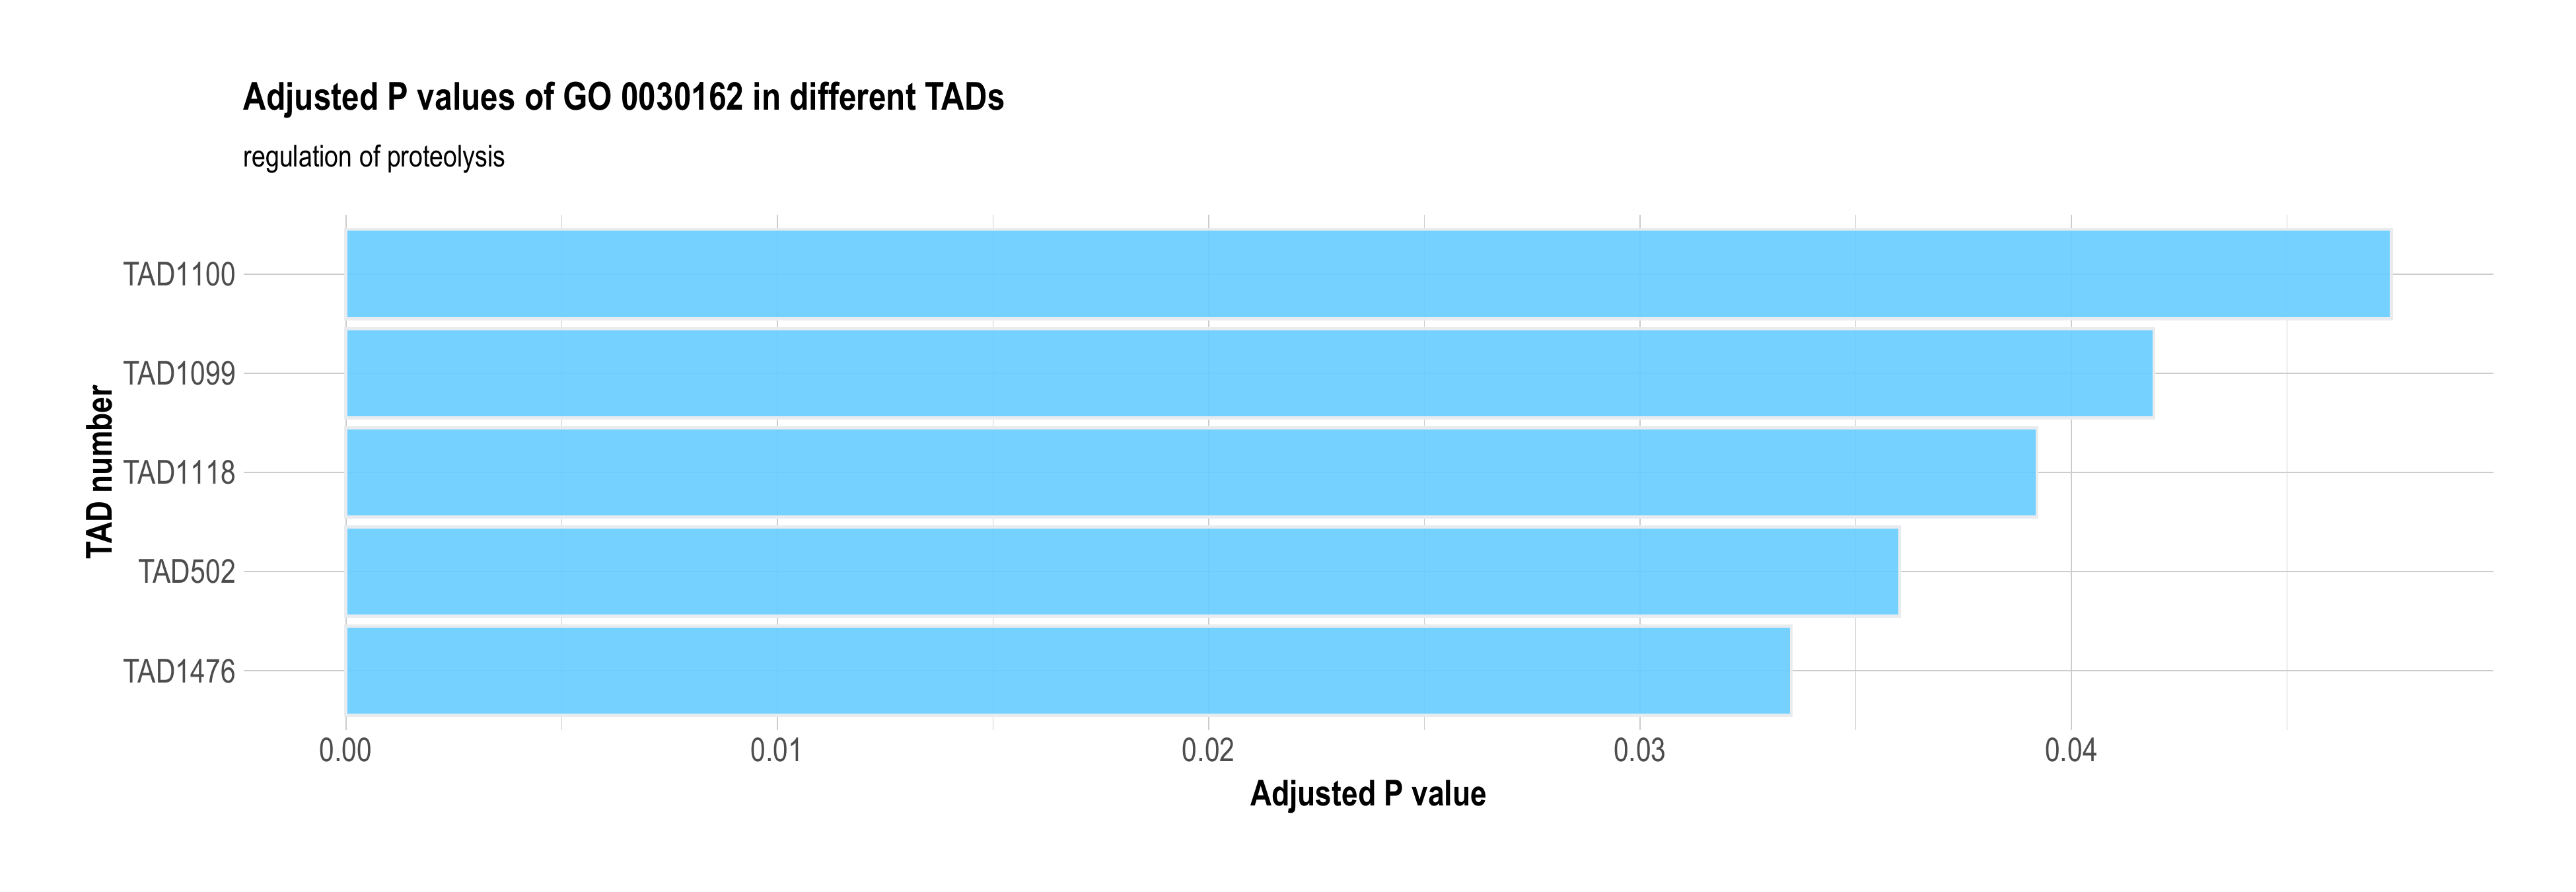 Adjusted P values of GO 0030162 in different TADs
regulation of proteolysis
TAD number
TAD1100
TAD1099
TAD1118
TAD502
TAD1476
0.00 0.01 0.02 0.03 0.04
Adjusted P value